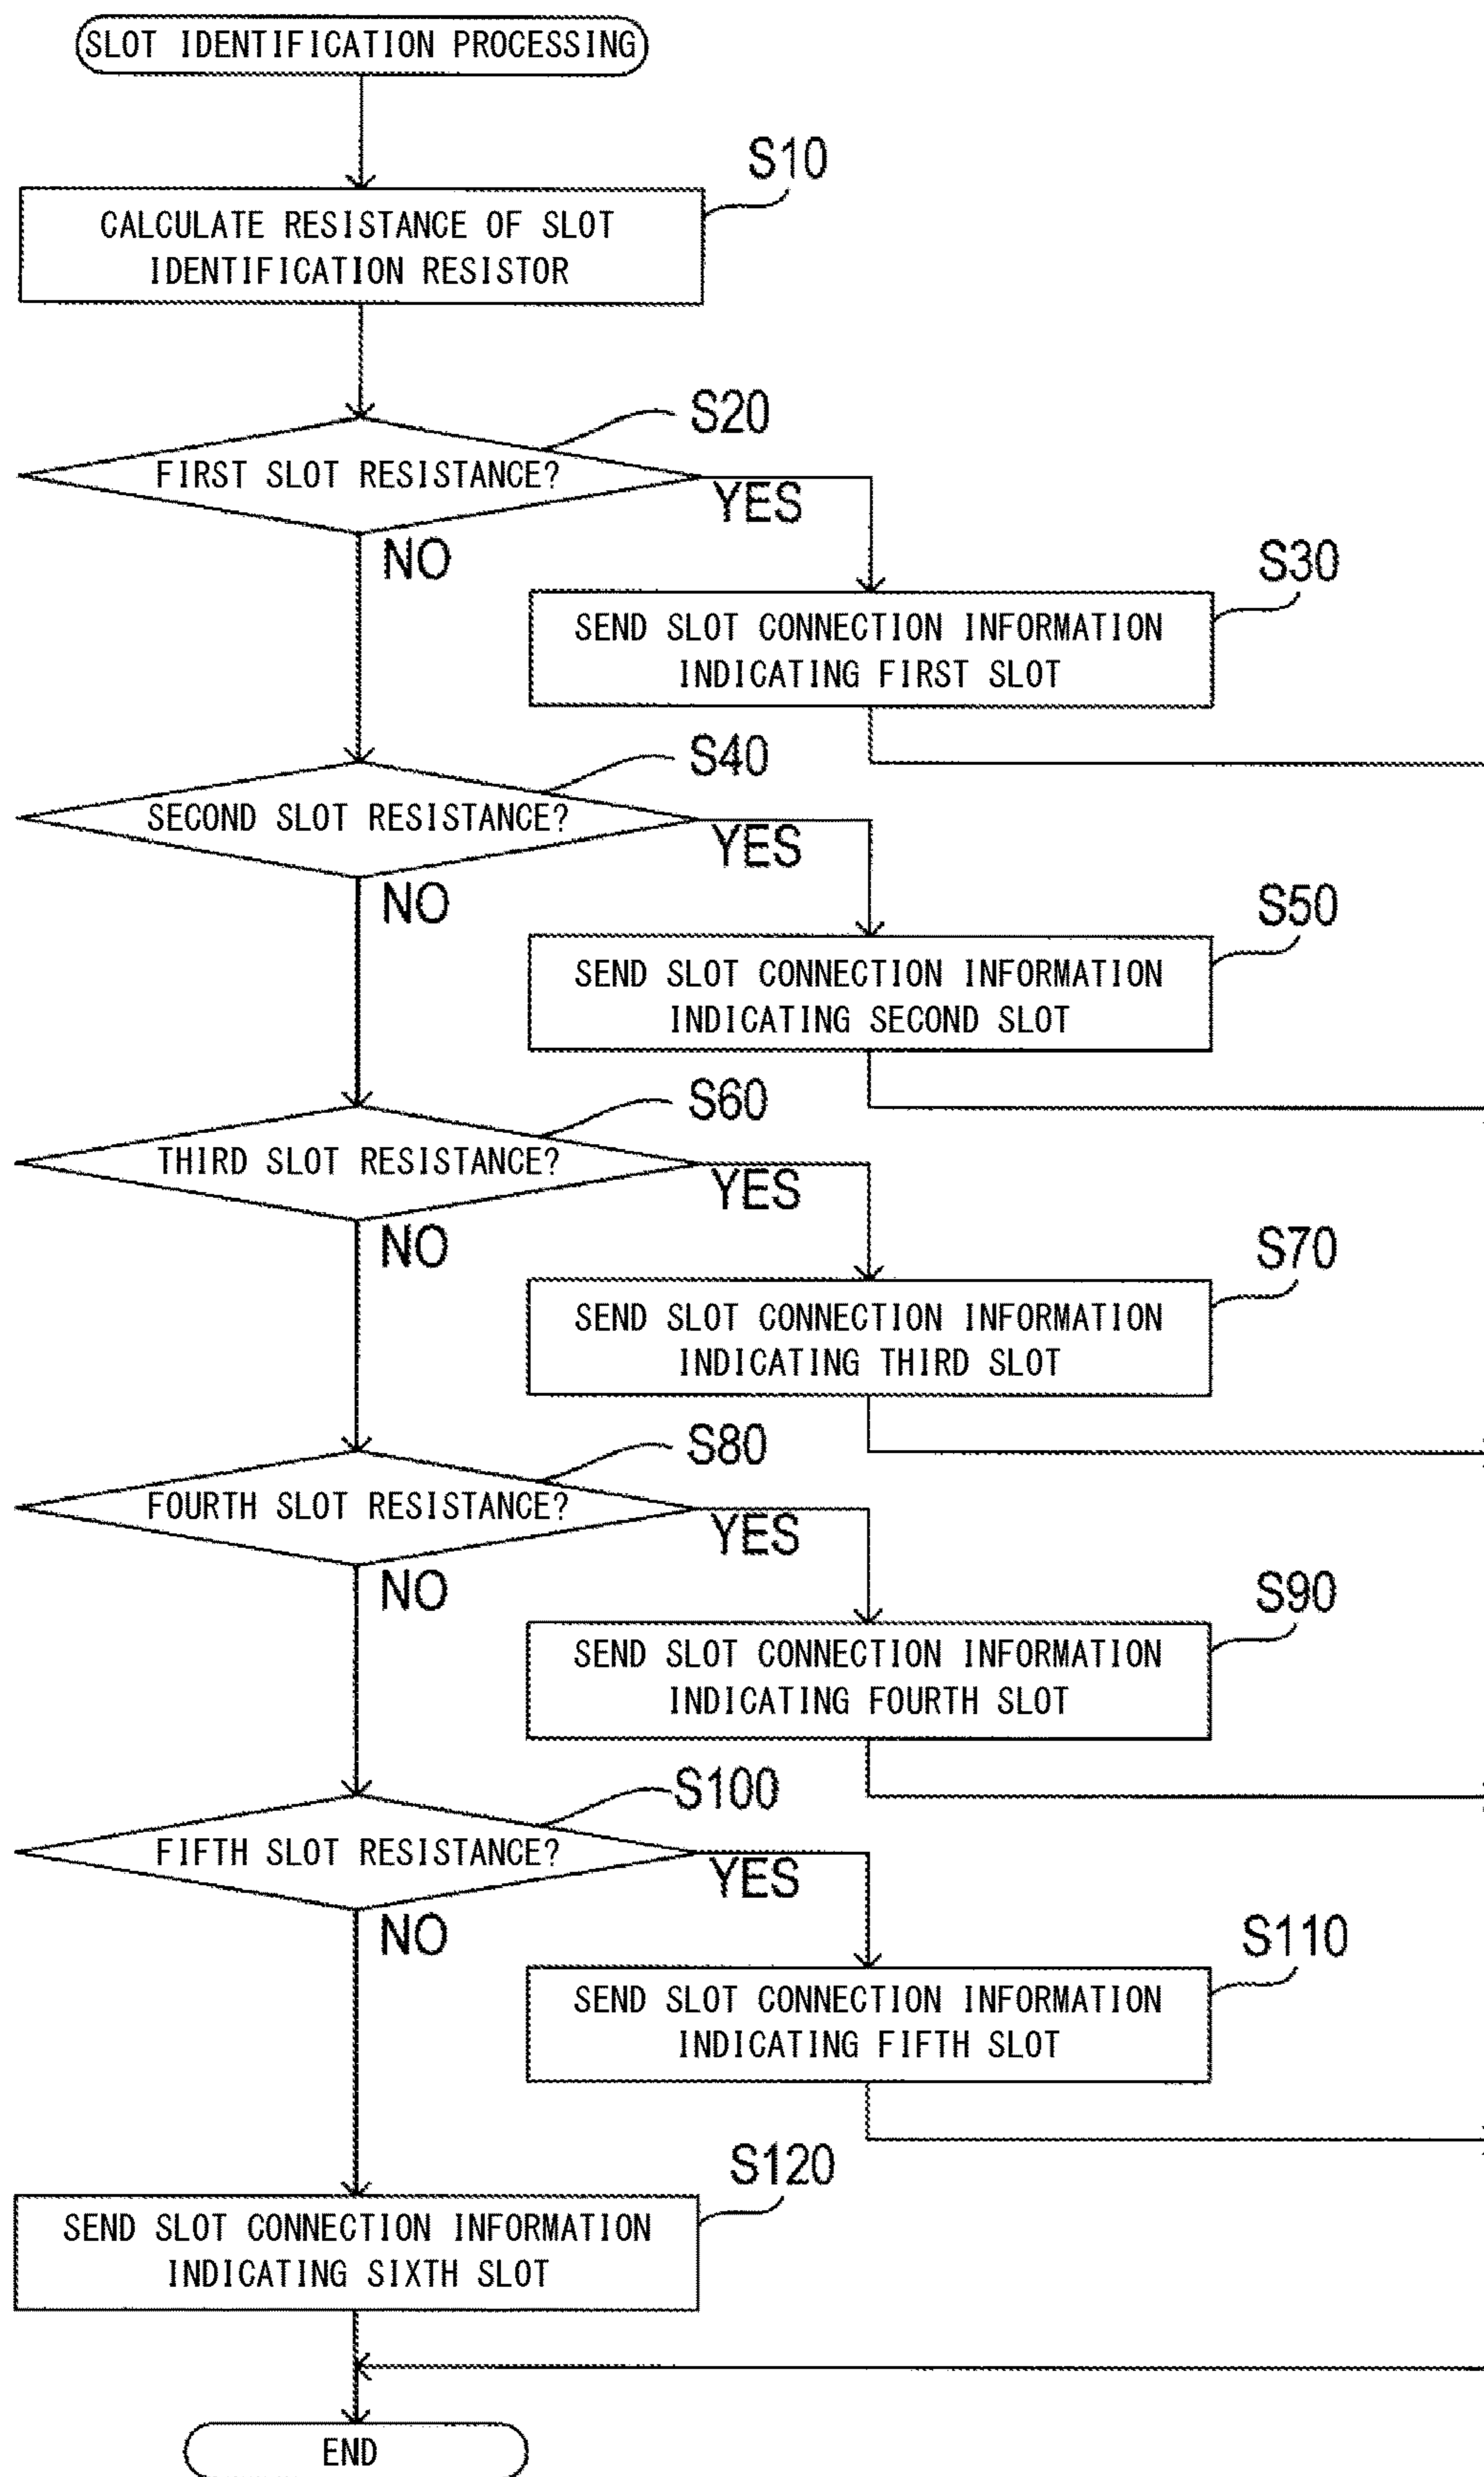 SLOT IDENTIFICATION PROCESSING
S10
CALCULATE RESISTANCE OF SLOT
IDENTIFICATION RESISTOR
S20
FIRST SLOT RESISTANCE?
YES
NO
S30
SEND SLOT CONNECTION INFORMATION
INDICATING FIRST SLOT
S40
SECOND SLOT RESISTANCE?
YES
NO
S50
SEND SLOT CONNECTION INFORMATION
INDICATING SECOND SLOT
S60
THIRD SLOT RESISTANCE?
YES
NO
S70
SEND SLOT CONNECTION INFORMATION
INDICATING THIRD SLOT
S80
FOURTH SLOT RESISTANCE?
YES
NO
S90
SEND SLOT CONNECTION INFORMATION
INDICATING FOURTH SLOT
S100
FIFTH SLOT RESISTANCE?
YES
NO
S110
SEND SLOT CONNECTION INFORMATION
INDICATING FIFTH SLOT
S120
SEND SLOT CONNECTION INFORMATION
INDICATING SIXTH SLOT
END